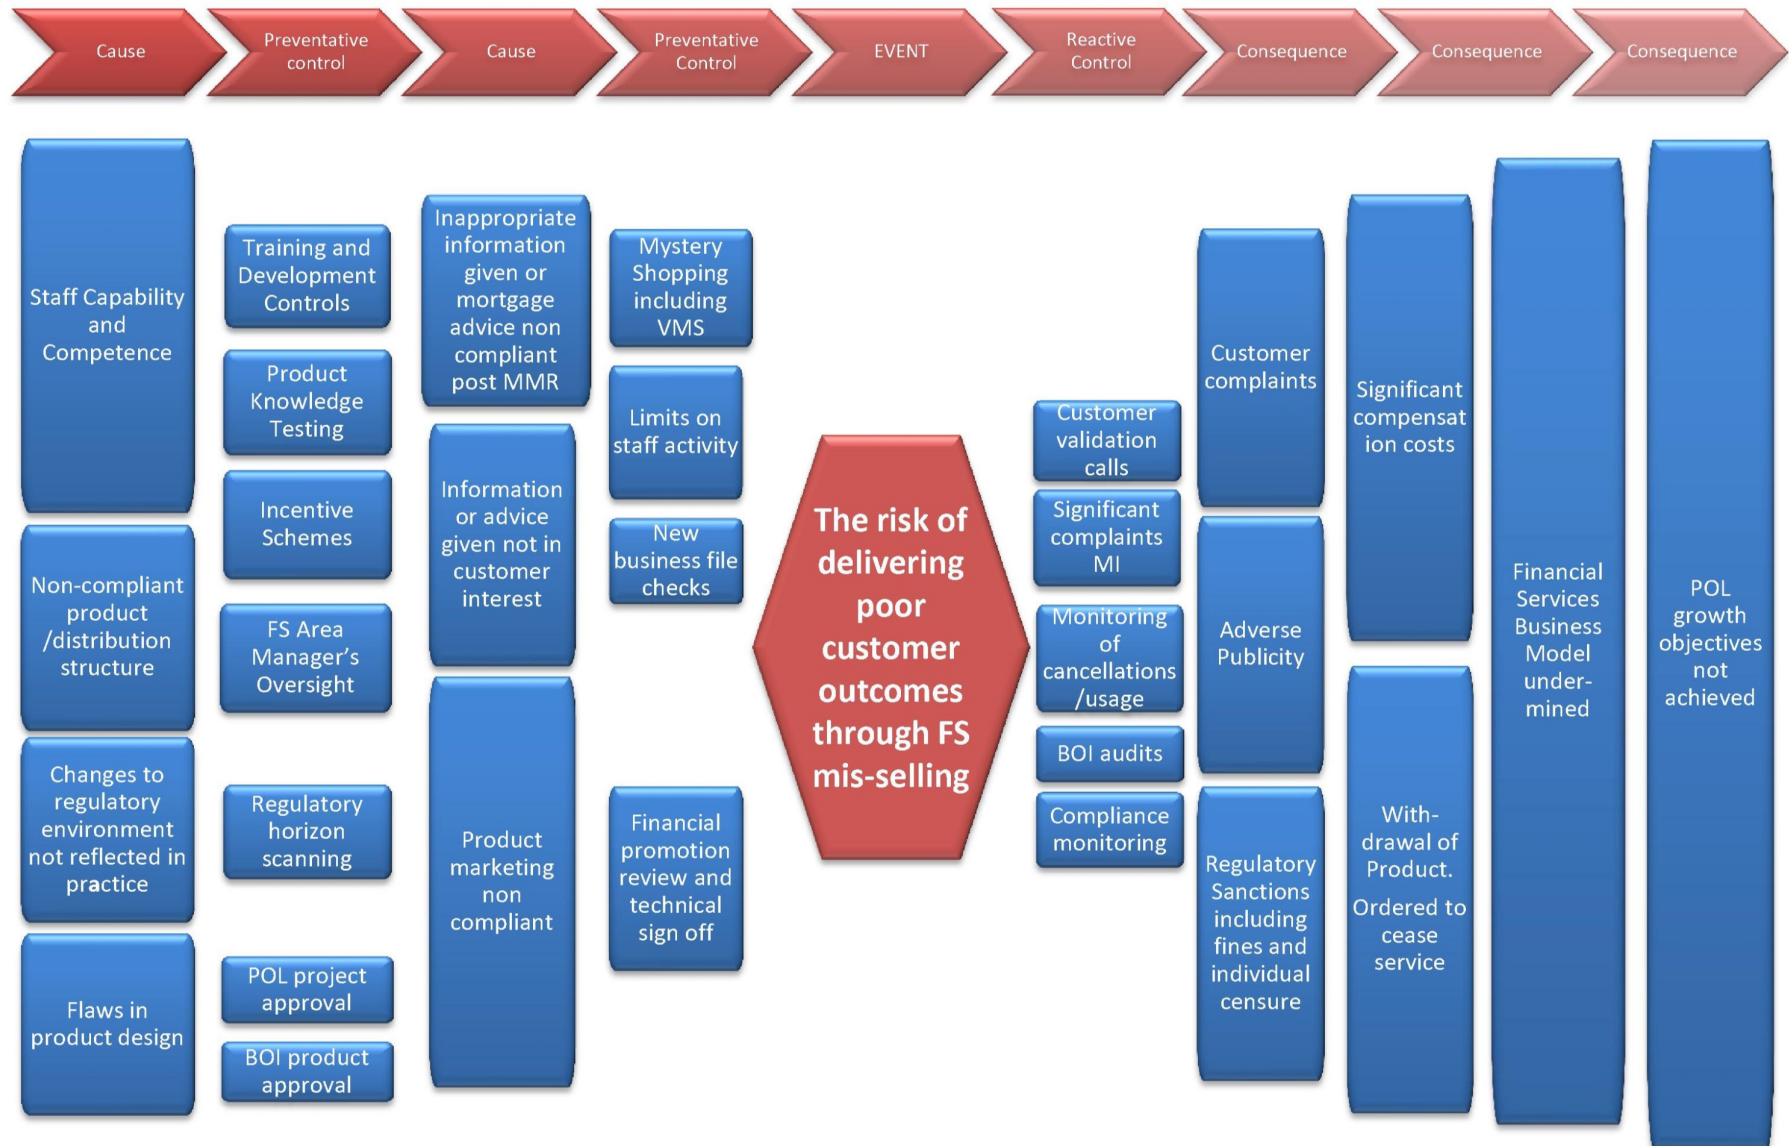 Cause
Preventative
control
Cause
Preventative
Control
EVENT
Reactive
Control
Consequence
Consequence
Consequence
Staff Capability
and
Competence
Non-compliant
product
/distribution
structure
Changes to
regulatory
environment
not reflected in
practice
Flaws in
product design
Training and
Development
Controls
Product
Knowledge
Testing
Incentive
Schemes
FS Area
Manager’s
Oversight
Regulatory
horizon
scanning
POL project
approval
BOI product
approval
Inappropriate
information
given or
mortgage
advice non
compliant
post MMR
Information
or advice
given not in
customer
interest
Product
marketing
non
compliant
Mystery
Shopping
including
VMS
Limits on
staff activity
New
business file
checks
Financial
promotion
review and
technical
sign off
The risk of
delivering
poor
customer
outcomes
through FS
mis-selling
Customer
validation
calls
Significant
complaints
MI
Monitoring
of
cancellations
/usage
BOI audits
Compliance
monitoring
Customer
complaints
Adverse
Publicity
Regulatory
Sanctions
including
fines and
individual
censure
Significant
compensat
ion costs
With-
drawal of
Product.
Ordered to
cease
service
Financial
Services
Business
Model
under-
mined
POL
growth
objectives
not
achieved